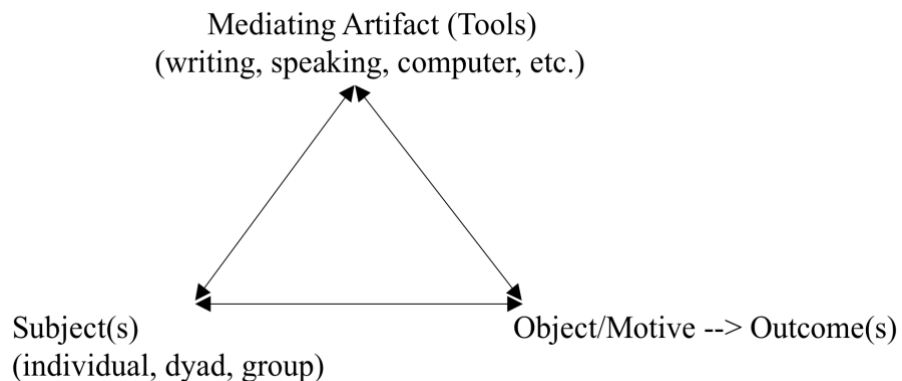 Mediating Artifact (Tools)
(writing, speaking, computer, etc.)
Subject(s)
(individual, dyad, group)
Object/Motive --> Outcome(s)